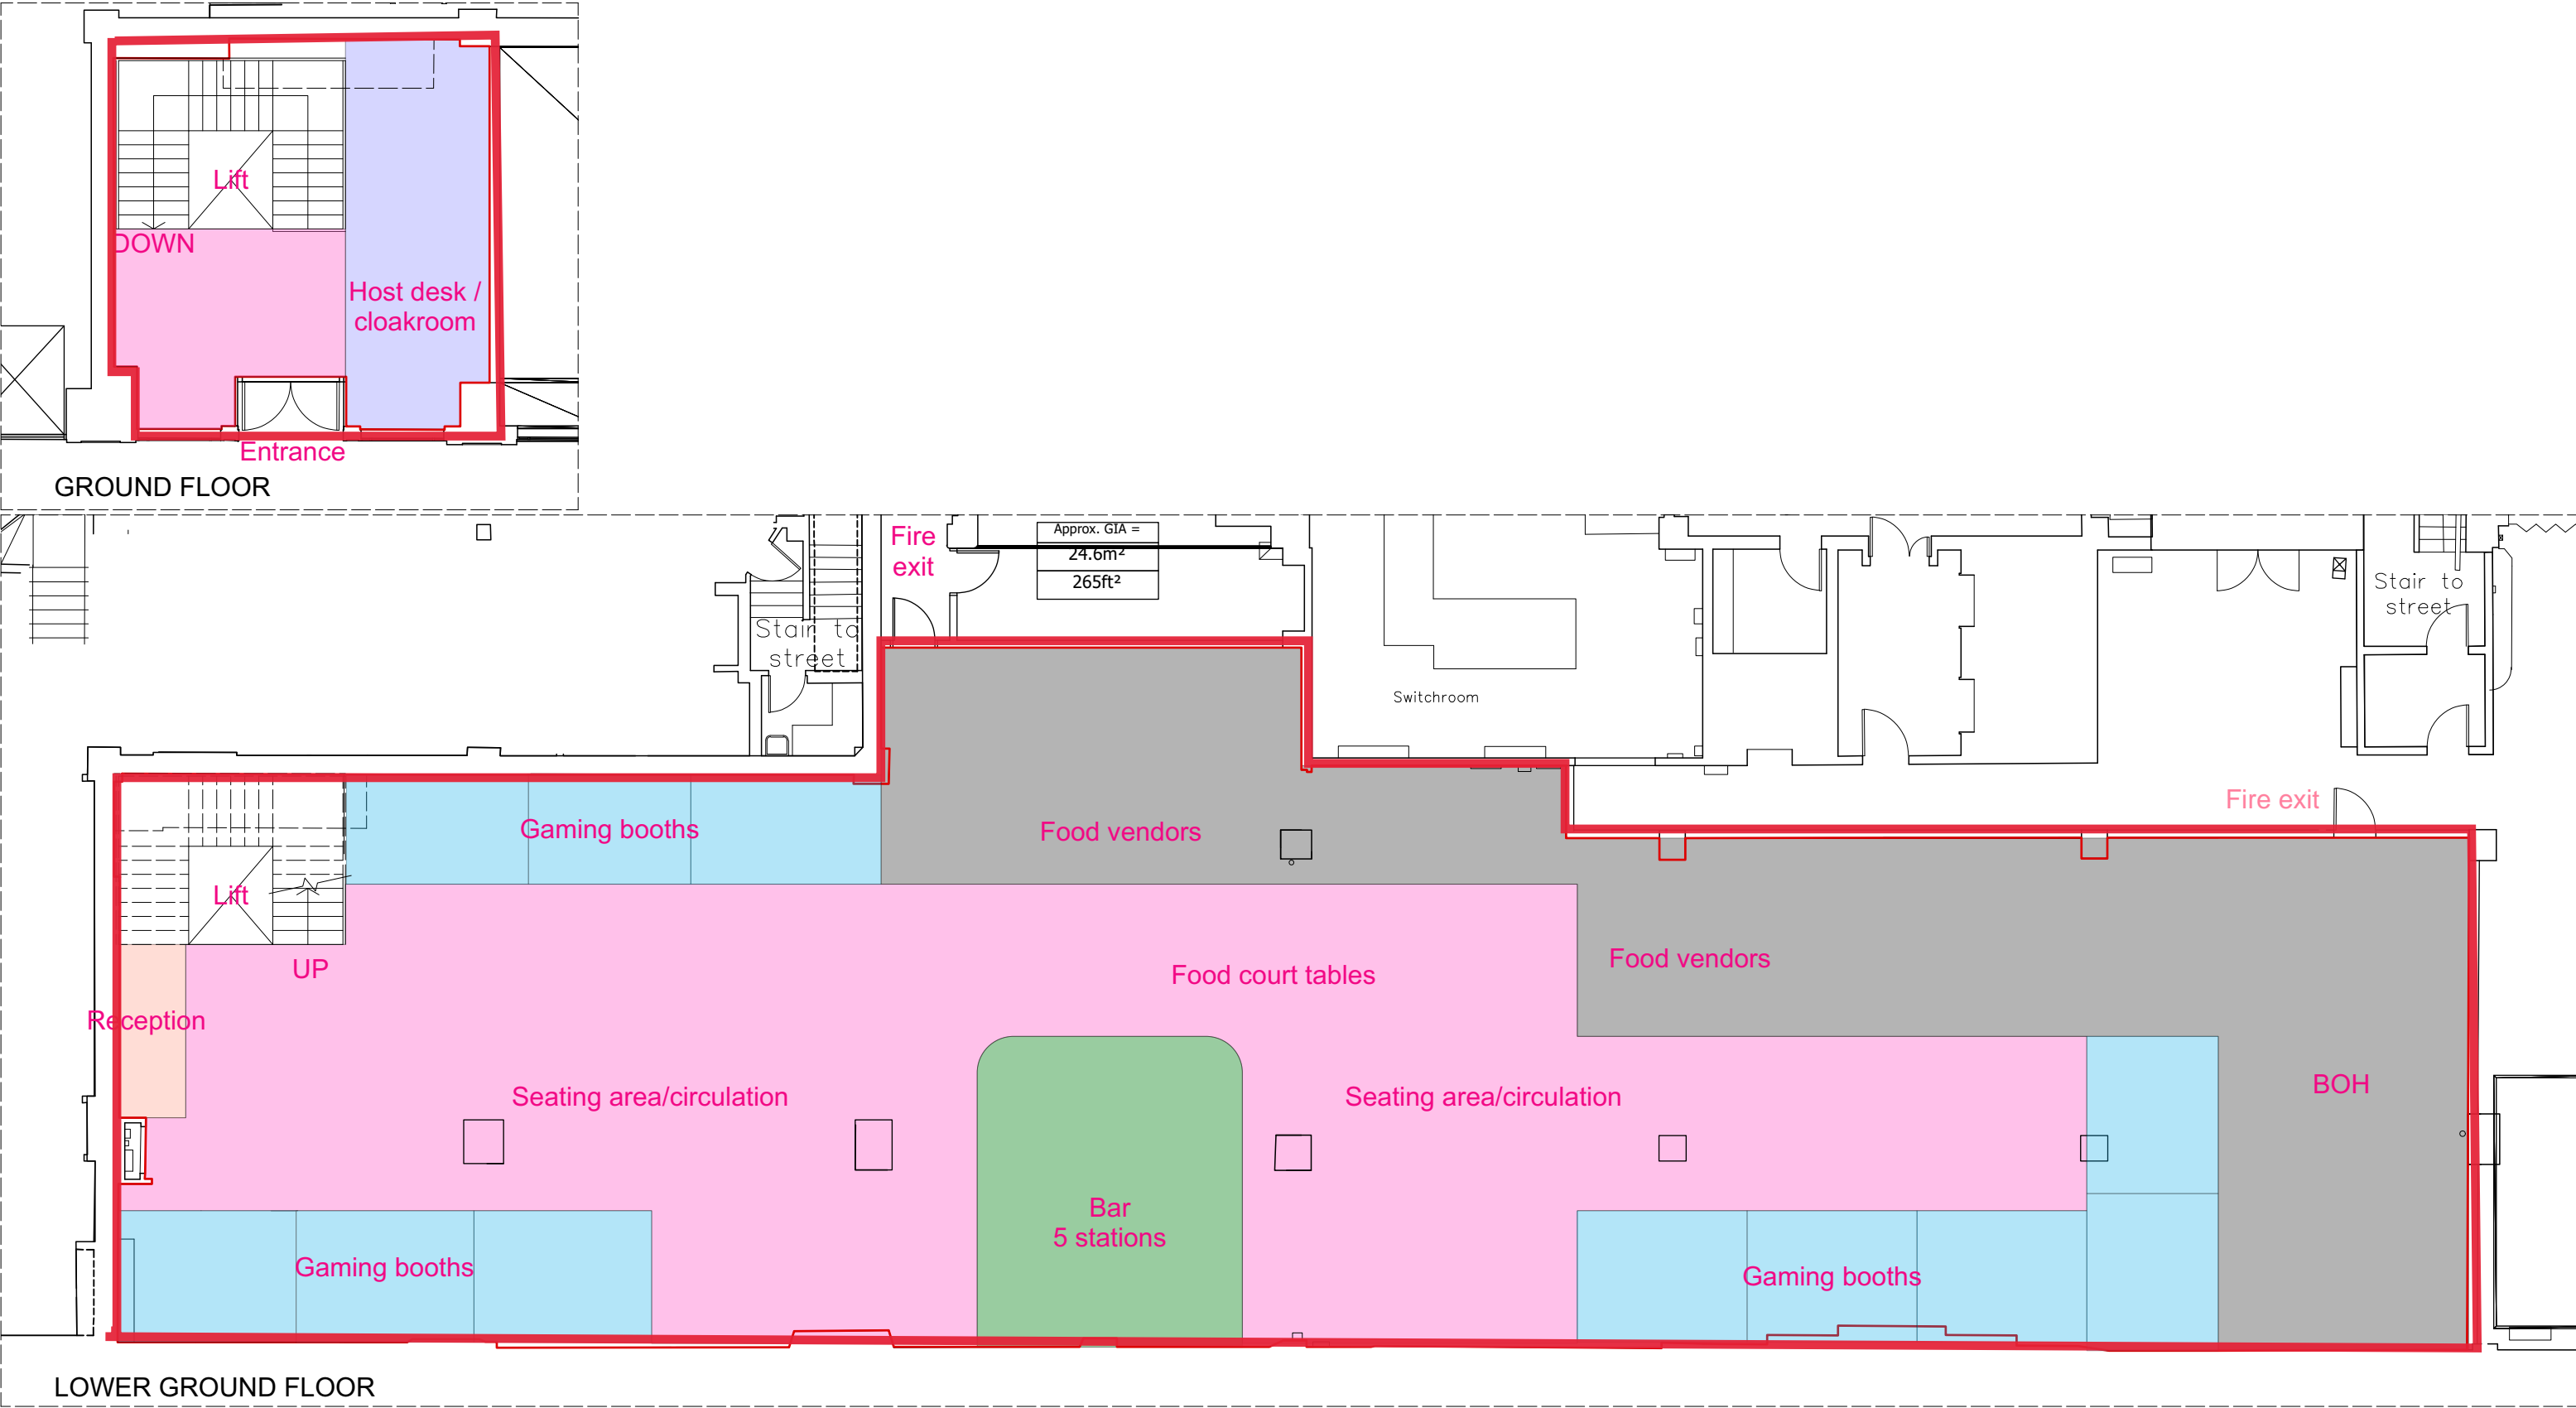 Lift
DOWN
Host desk /
cloakroom
Entrance
GROUND FLOOR
Fire
exit
Approx. GIA =
24.6m²
265ft²
Stair to
street
Stair to
street
Switchroom
Fire exit
Gaming booths
Food vendors
Lift
UP
Food court tables
Food vendors
Reception
Seating area/circulation
Seating area/circulation
BOH
Bar
5 stations
Gaming booths
Gaming booths
LOWER GROUND FLOOR